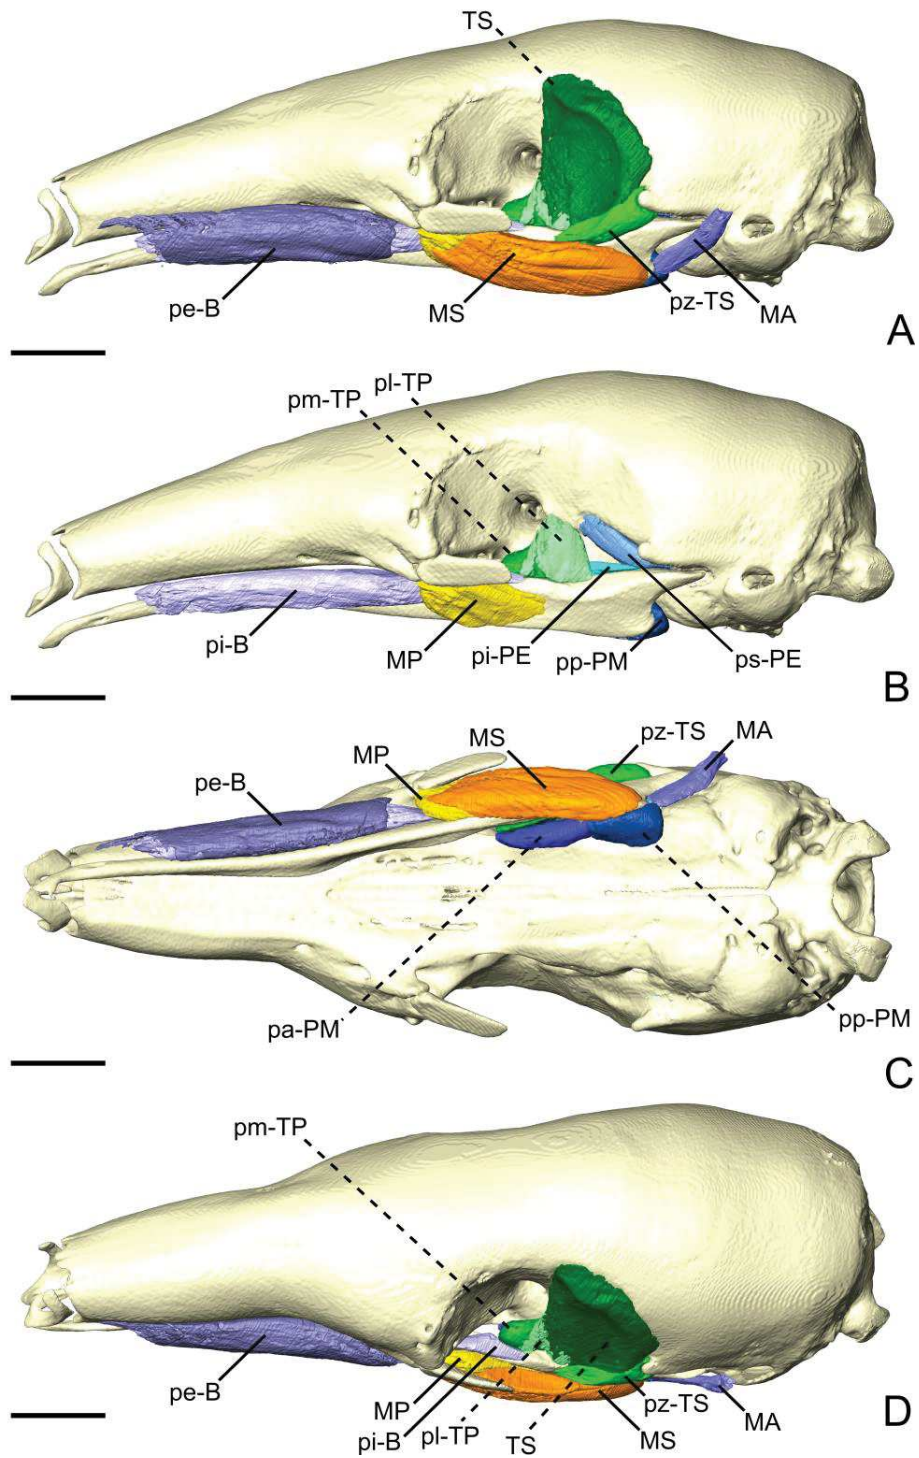 TS
pe-B
MS
pz-TS
MA
A
pl-TP
pm-TP
pi-B
MP
pi-PE
pp-PM
ps-PE
B
pz-TS
MA
MS
MP
pe-B
pa-PM
pp-PM
C
pm-TP
pe-B
MP
pi-B
pl-TP
TS
MS
pz-TS
MA
D